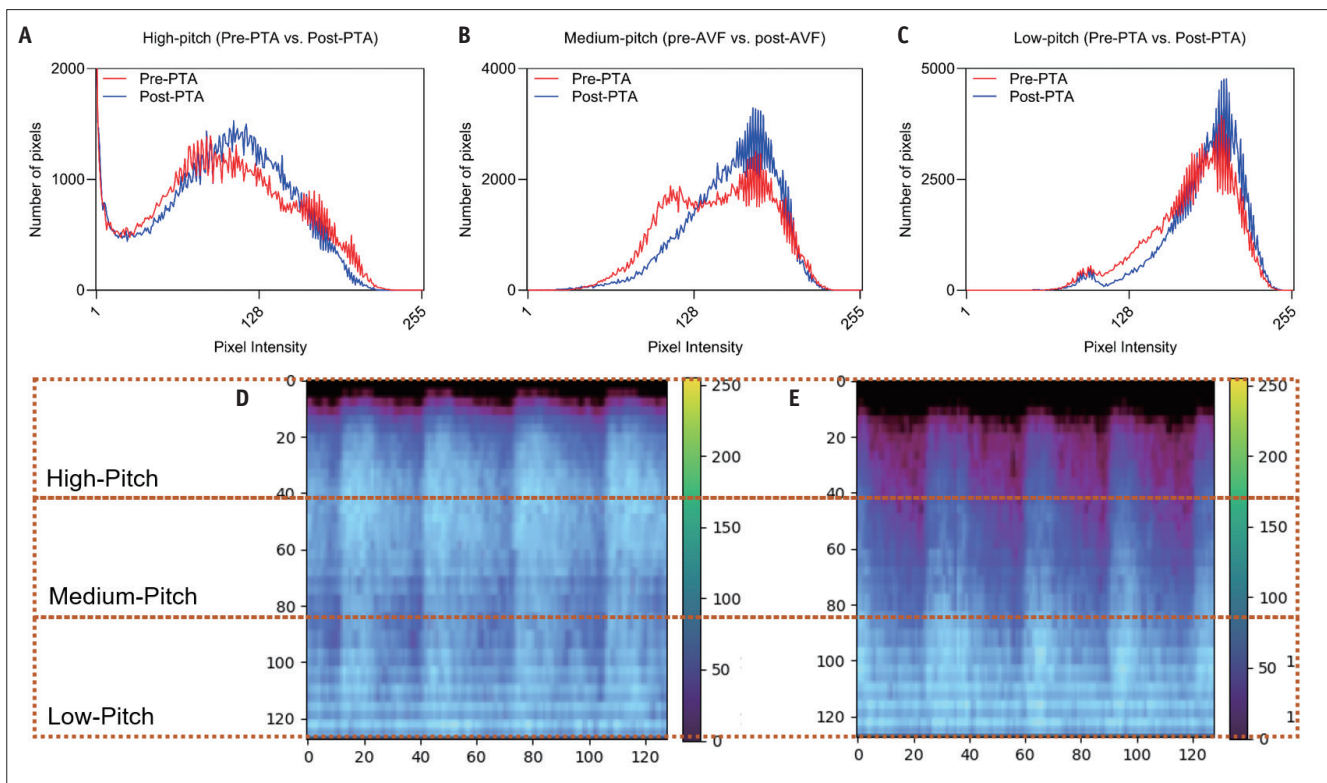 A
High-pitch (Pre-PTA vs. Post-PTA)
2000
1000
0
Number of pixels
Pre-PTA
Post-PTA
1
128
255
Pixel Intensity
B
Medium-pitch (pre-AVF vs. post-AVF)
4000
2000
0
Number of pixels
Pre-PTA
Post-PTA
1
128
255
Pixel Intensity
C
Low-pitch (Pre-PTA vs. Post-PTA)
5000
2500
0
Number of pixels
Pre-PTA
Post-PTA
1
128
255
Pixel Intensity
High-Pitch
Medium-Pitch
Low-Pitch
D
0
20
40
60
80
100
120
0 20 40 60 80 100 120
250
200
150
100
50
0
E
0
20
40
60
80
100
120
0 20 40 60 80 100 120
250
200
150
100
50
0
1
1